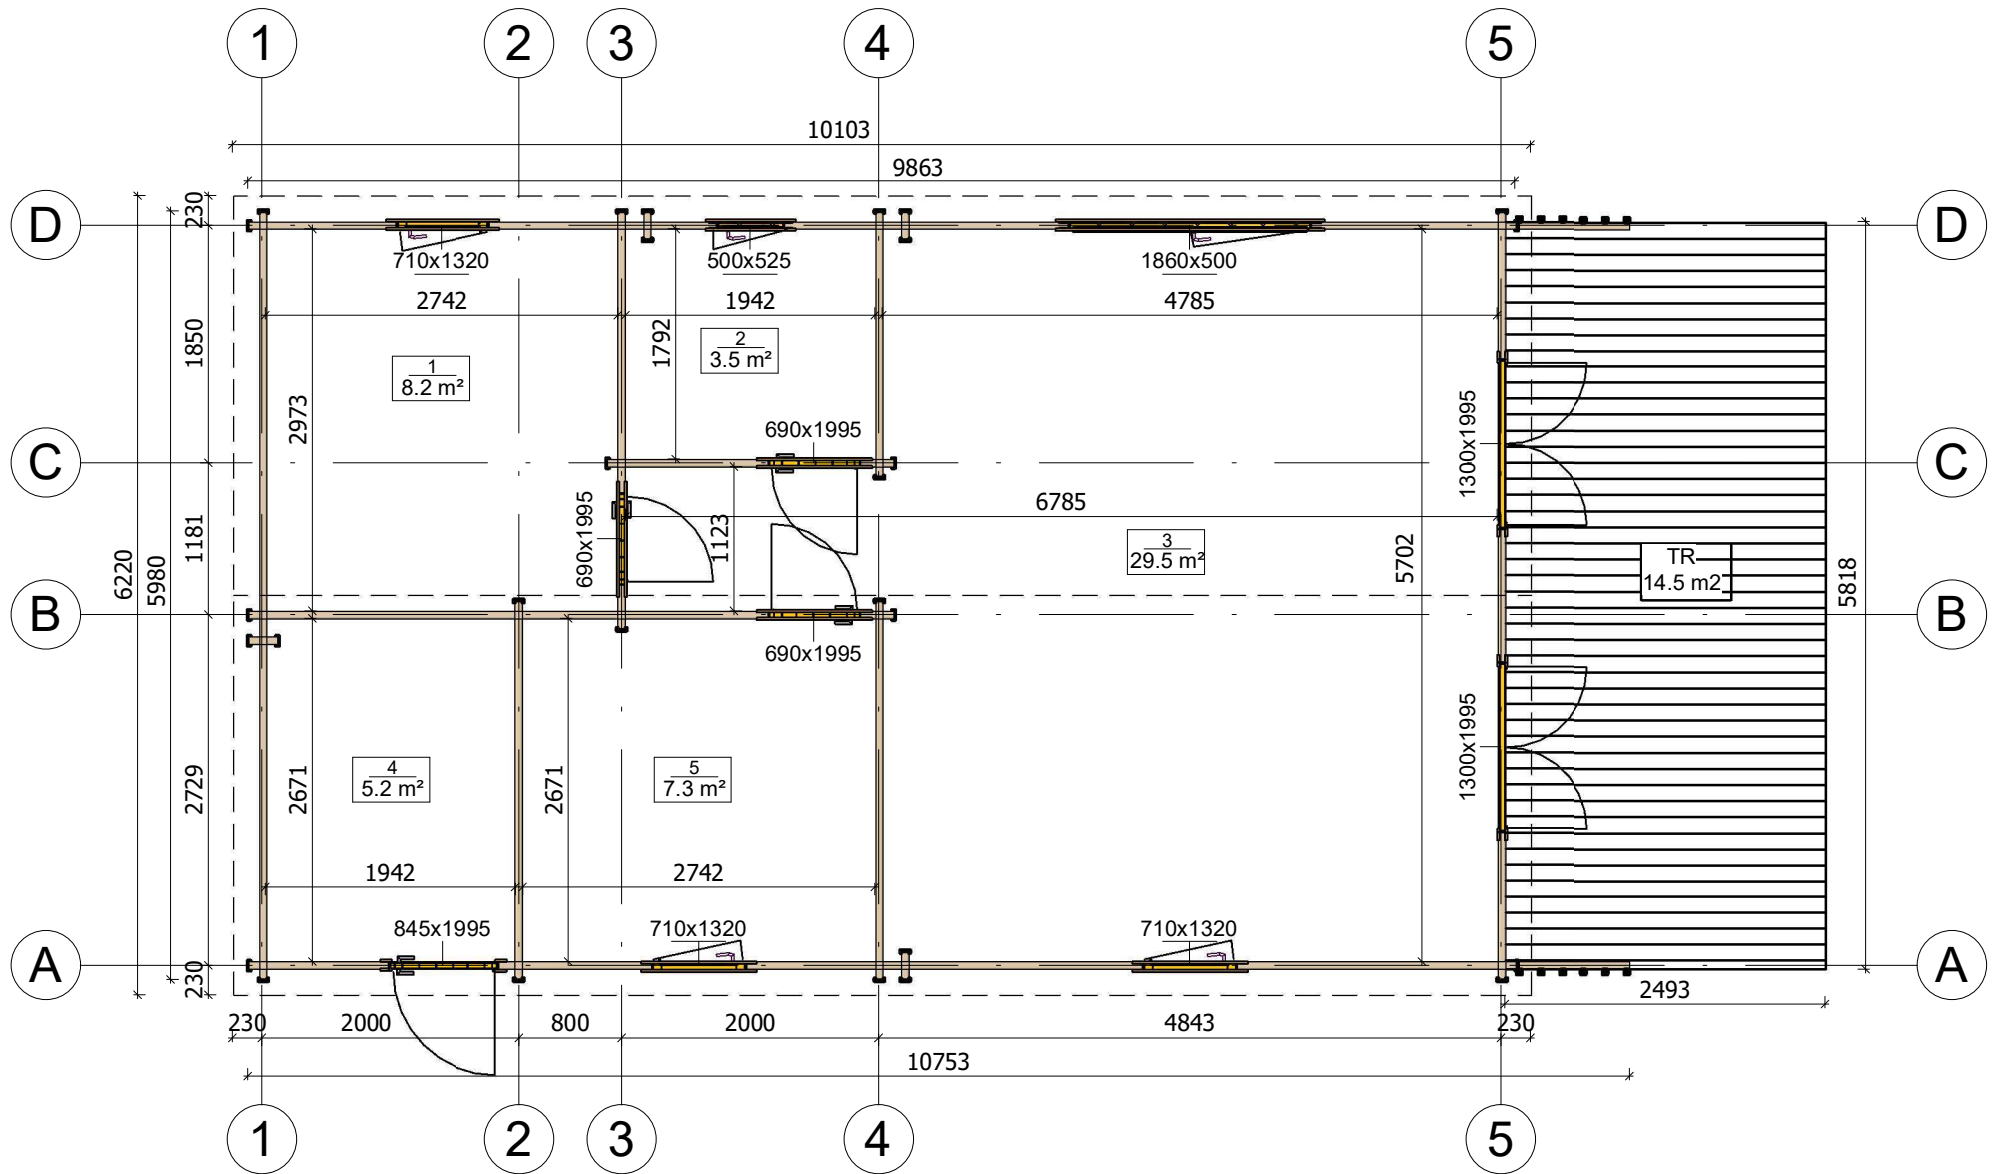 1 2 3 4 5
10103
9863
D D
230
710x1320 500x525 1860x500
2742 1942 4785
1850
1792
1
8.2 m²
2
3.5 m²
2973
690x1995
1300x1995
C C
6785
690x1995
1123
1181
3
29.5 m²
5702
TR
14.5 m2
6220
5980
5818
B B
690x1995
1300x1995
4
5.2 m²
5
7.3 m²
2729
2671
2671
1942 2742
845x1995 710x1320 710x1320
A A
230
2493
230 2000 800 2000 4843 230
10753
1 2 3 4 5